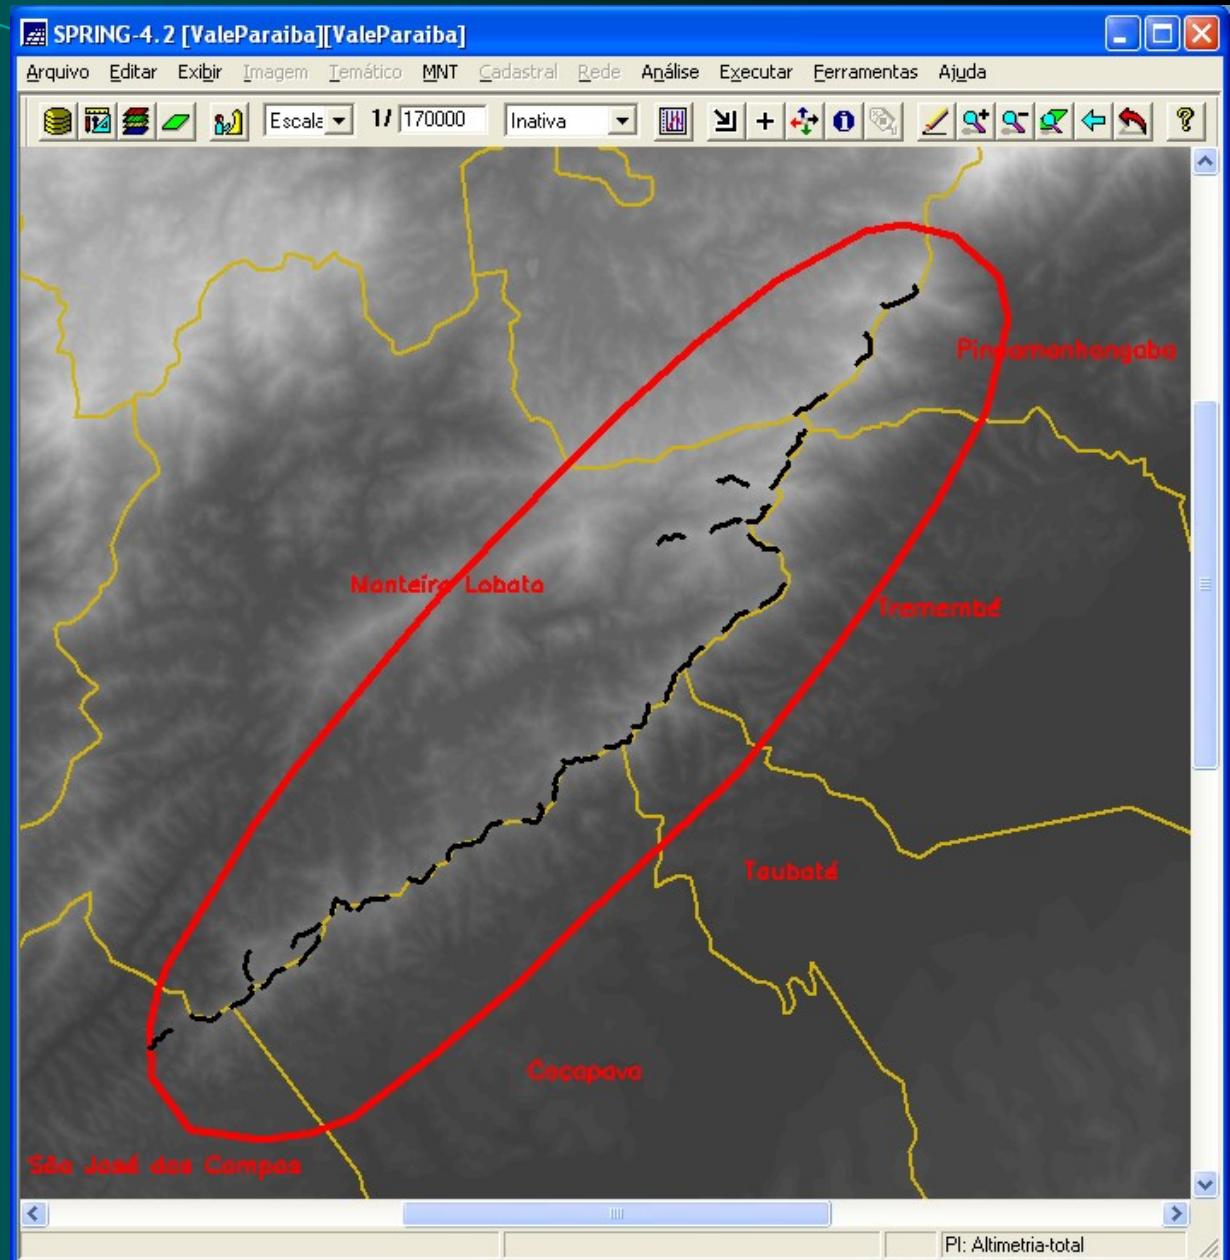 SPRING-4.2 [ValeParaiba][ValeParaiba]
Arquivo Editar Exibir Imagem Temático MNT Cadastral Rede Análise Executar Ferramentas Ajuda
Escala 1/ 170000 Inativa
Pindamonhangaba
Monteiro Lobato
Tremembé
Taubaté
Caçapava
São José dos Campos
PI: Altimetria-total